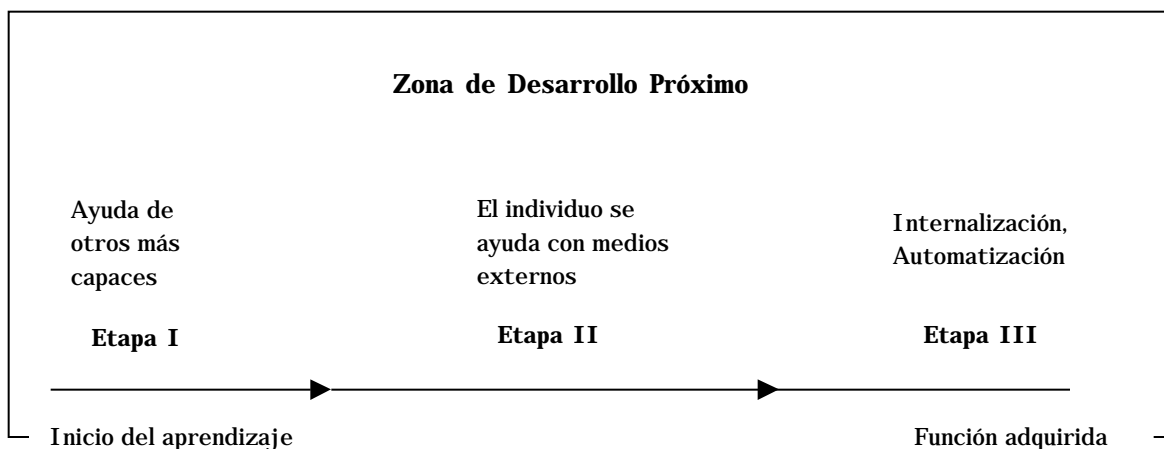 Zona de Desarrollo Próximo
Ayuda de
otros más
capaces
El individuo se
ayuda con medios
externos
Internalización,
Automatización
Etapa I
Etapa II
Etapa III
Inicio del aprendizaje
Función adquirida